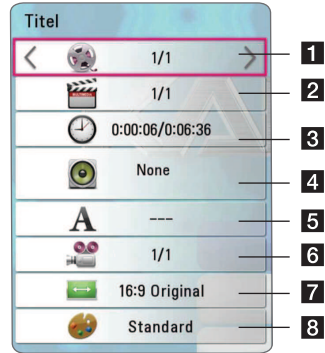 Titel
1/1 1
1/1 2
0:00:06/0:06:36 3
None 4
A --- 5
1/1 6
16:9 Original 7
Standard 8